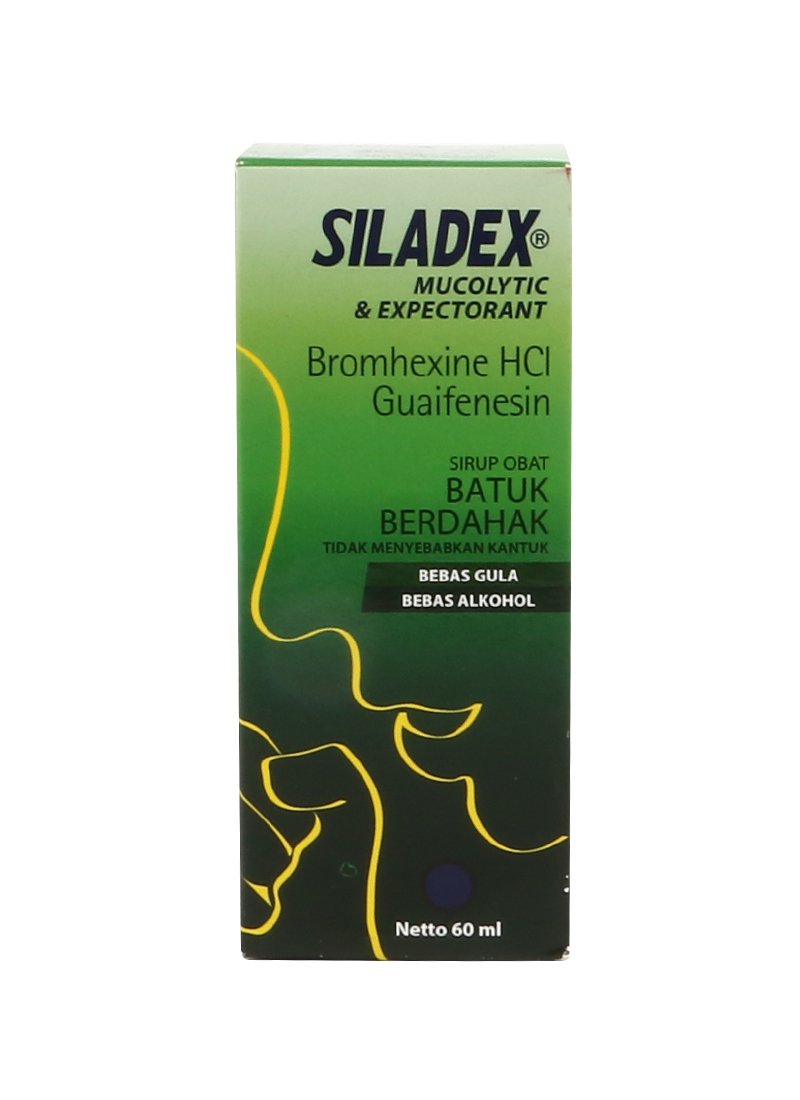 SILADEX®
MUCOLYTIC
& EXPECTORANT
Bromhexine HCl
Guaifenesin
SIRUP OBAT
BATUK
BERDAHAK
TIDAK MENYEBABKAN KANTUK
BEBAS GULA
BEBAS ALKOHOL
Netto 60 ml